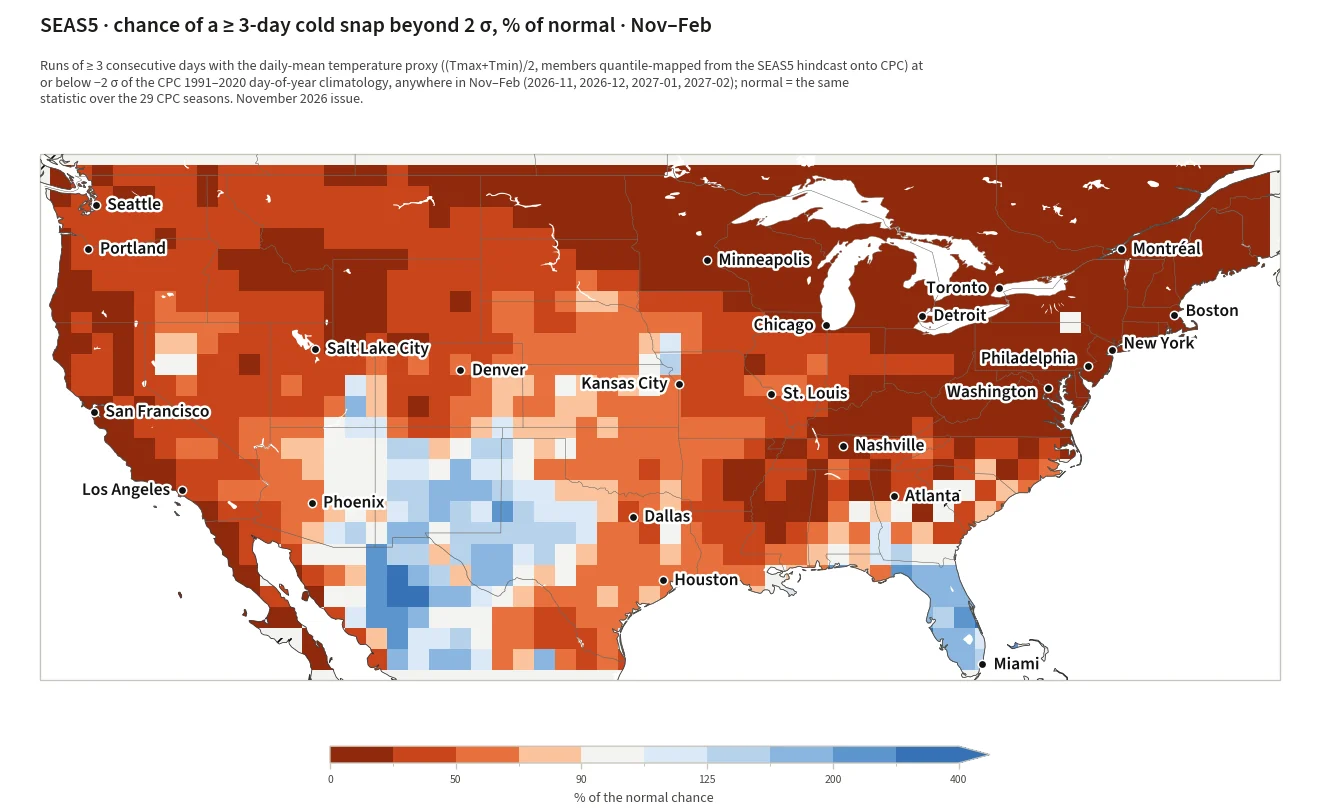 SEAS5 · chance of a ≥ 3-day cold snap beyond 2 σ, % of normal · Nov–Feb
Runs of ≥ 3 consecutive days with the daily-mean temperature proxy ((Tmax+Tmin)/2, members quantile-mapped from the SEAS5 hindcast onto CPC) at
or below −2 σ of the CPC 1991–2020 day-of-year climatology, anywhere in Nov–Feb (2026-11, 2026-12, 2027-01, 2027-02); normal = the same
statistic over the 29 CPC seasons. November 2026 issue.
Seattle
Portland
Montréal
Minneapolis
Toronto
Boston
Detroit
Chicago
New York
Salt Lake City
Philadelphia
Denver
Kansas City
Washington
St. Louis
San Francisco
Nashville
Los Angeles
Atlanta
Phoenix
Dallas
Houston
Miami
0 50 90 125 200 400
% of the normal chance